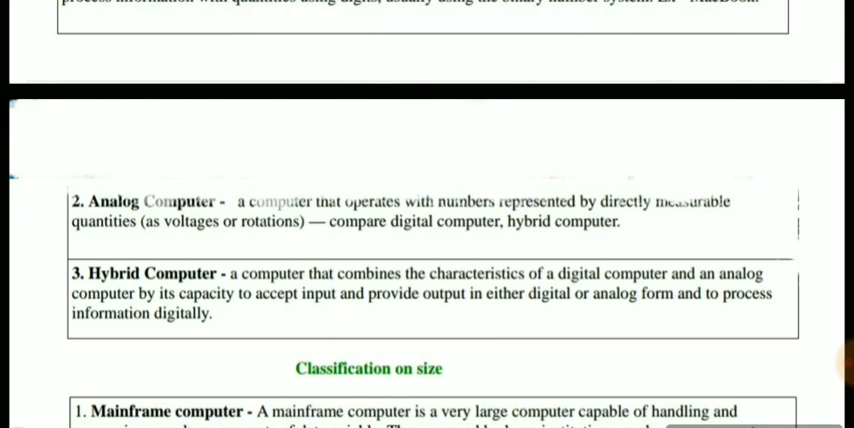 2. Analog Computer - a computer that operates with numbers represented by directly measurable
quantities (as voltages or rotations) — compare digital computer, hybrid computer.
3. Hybrid Computer - a computer that combines the characteristics of a digital computer and an analog
computer by its capacity to accept input and provide output in either digital or analog form and to process
information digitally.
Classification on size
1. Mainframe computer - A mainframe computer is a very large computer capable of handling and